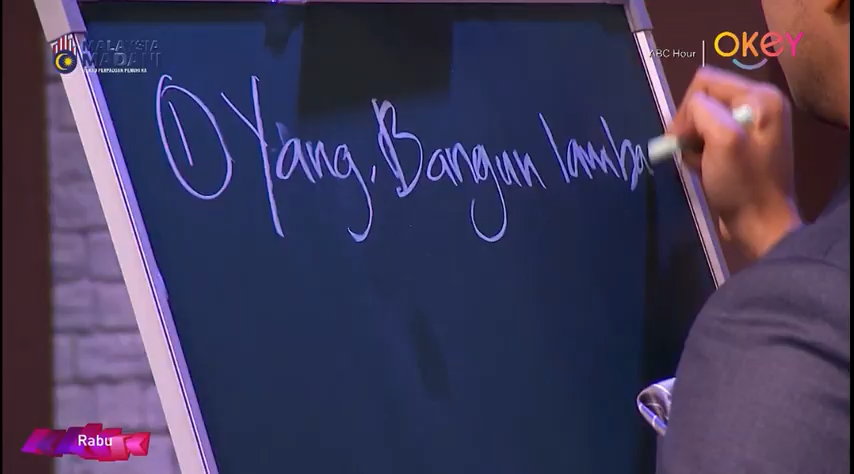 MALAYSIA
MADANI
ABC Hour | OKEY
① Yang. Bangun lamba
Rabu